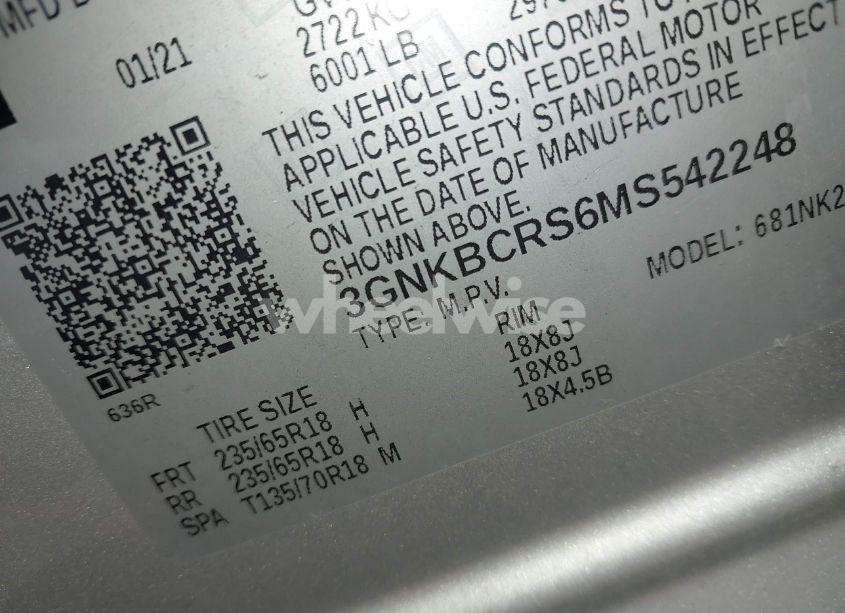 MFD
01/21
2722 KG
6001 LB
THIS VEHICLE CONFORMS TO
APPLICABLE U.S. FEDERAL MOTOR
VEHICLE SAFETY STANDARDS IN EFFECT
ON THE DATE OF MANUFACTURE
SHOWN ABOVE.
3GNKBCRS6MS542248
TYPE: M.P.V. MODEL: 681NK2
wheelwise
636R
TIRE SIZE RIM
FRT 235/65R18 H 18X8J
RR 235/65R18 H 18X8J
SPA T135/70R18 M 18X4.5B